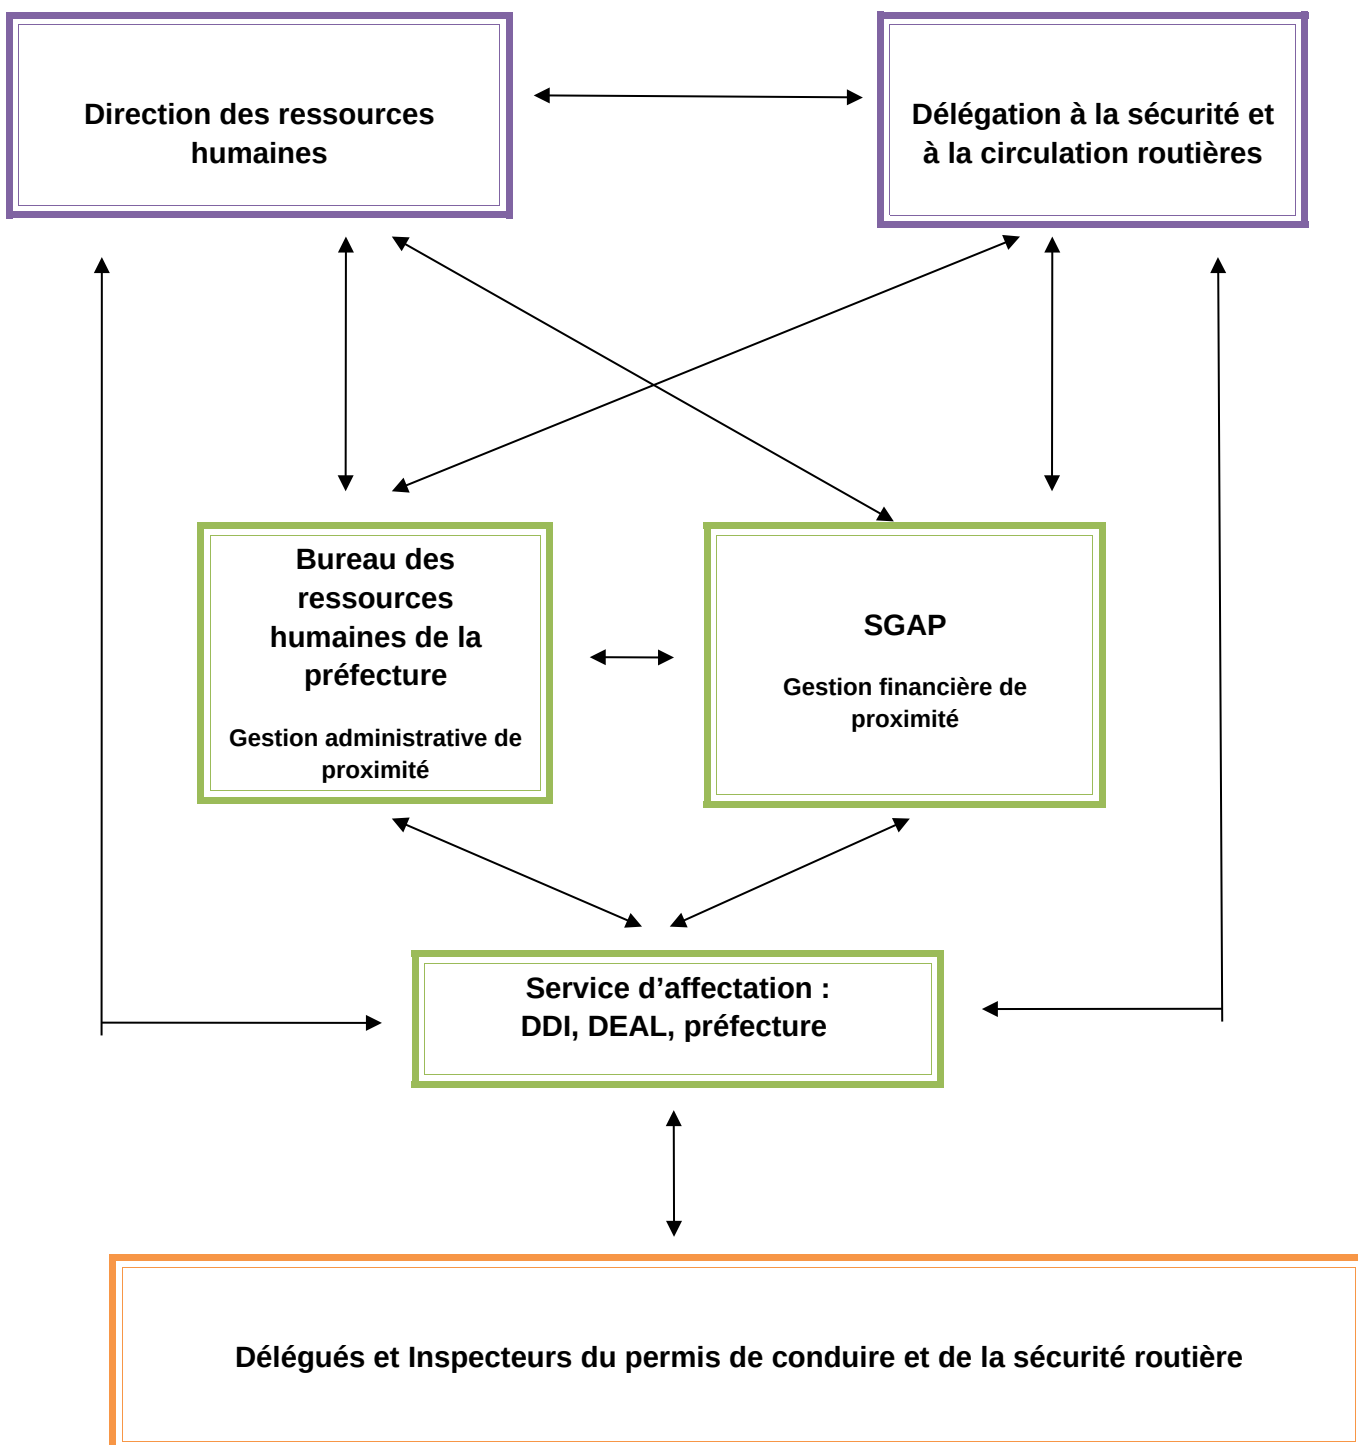 Direction des ressources
humaines
Délégation à la sécurité et
à la circulation routières
Bureau des
ressources
humaines de la
préfecture
Gestion administrative de
proximité
SGAP
Gestion financière de
proximité
Service d’affectation :
DDI, DEAL, préfecture
Délégués et Inspecteurs du permis de conduire et de la sécurité routière